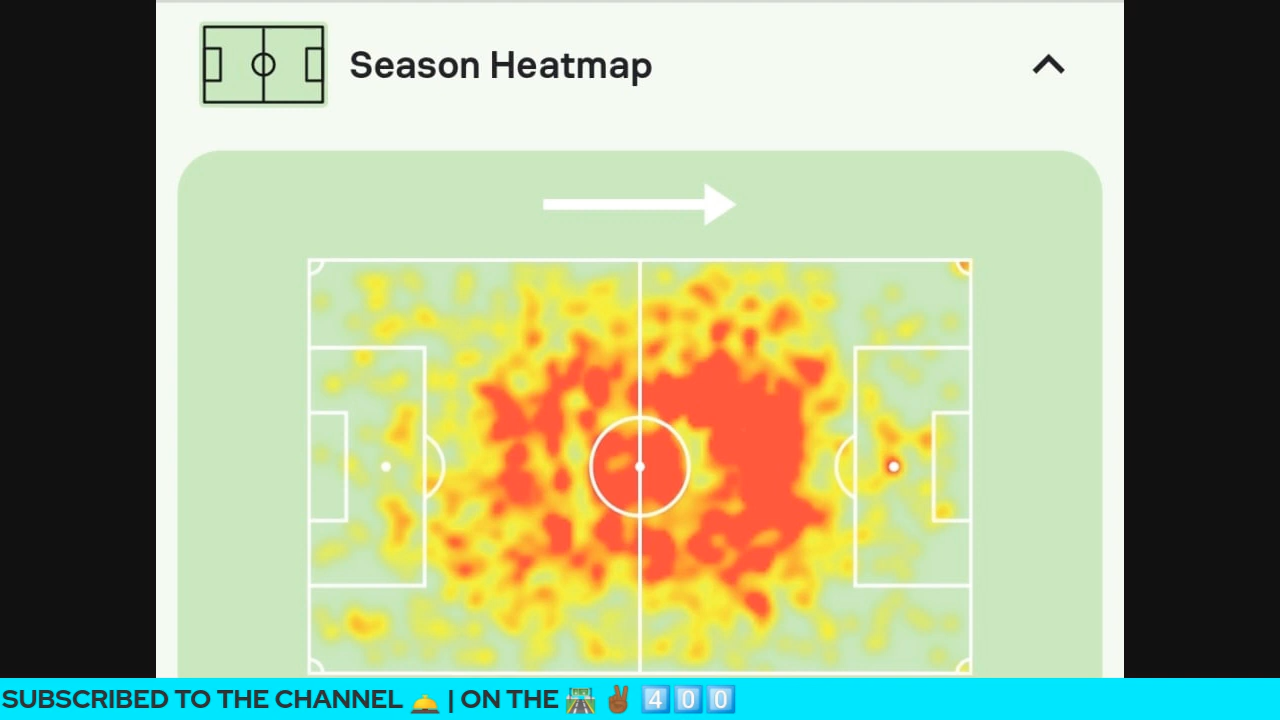 Season Heatmap
SUBSCRIBED TO THE CHANNEL 🛎️ | ON THE 🛣️ ✌🏾 4️⃣0️⃣0️⃣